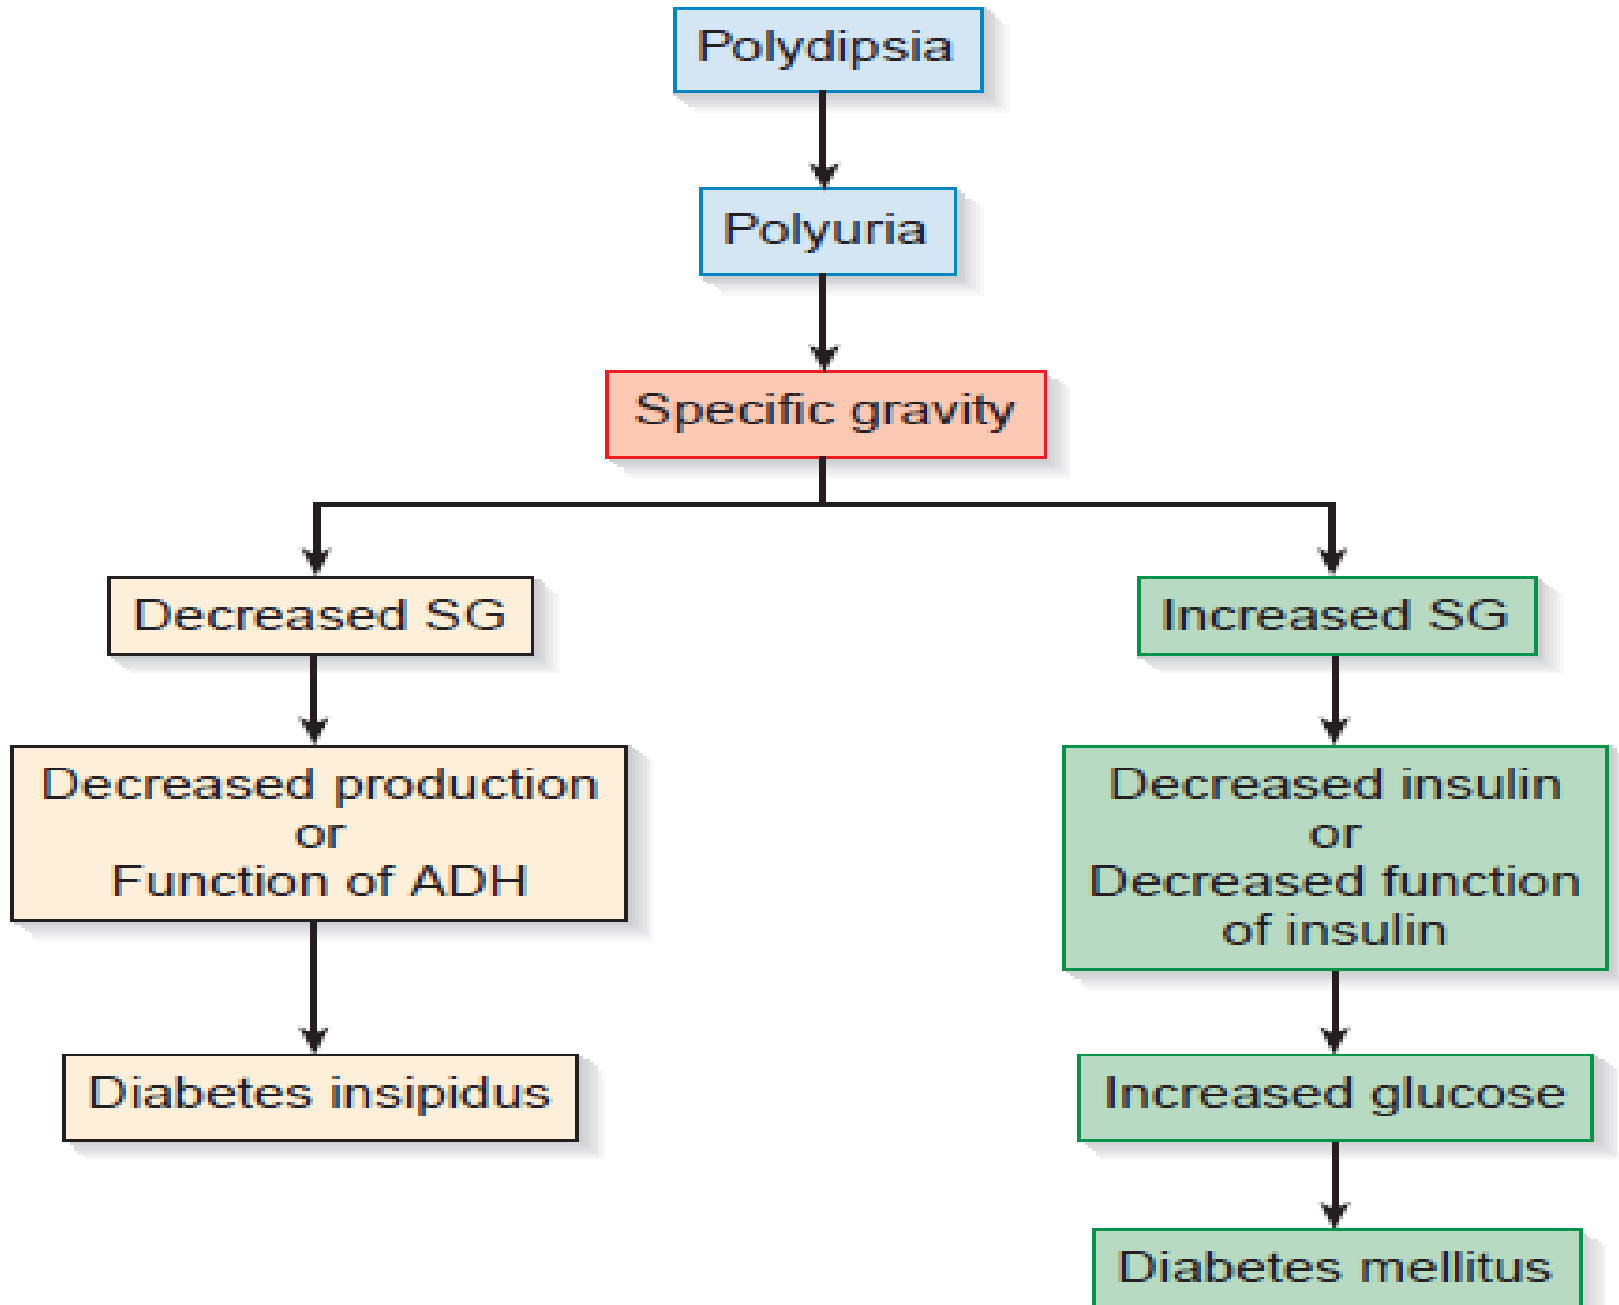 Polydipsia
Polyuria
Specific gravity
Decreased SG
Increased SG
Decreased production
or
Function of ADH
Decreased insulin
or
Decreased function
of insulin
Diabetes insipidus
Increased glucose
Diabetes mellitus